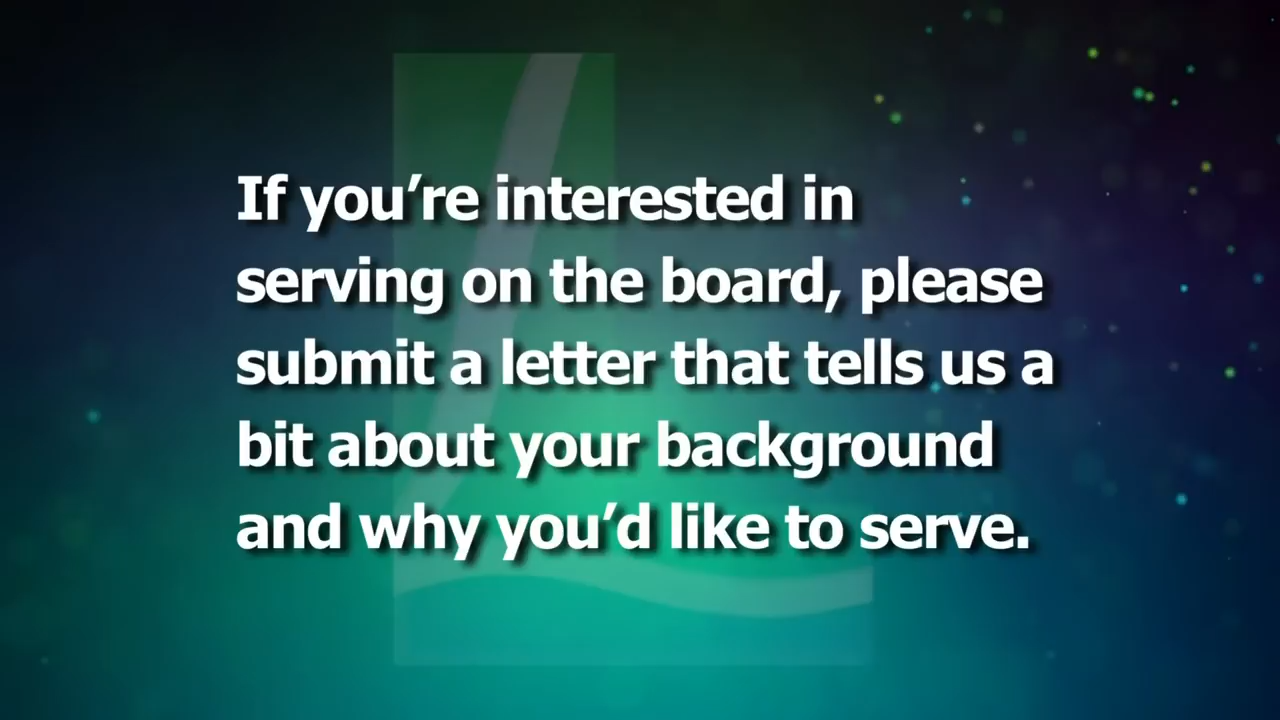 If you’re interested in
serving on the board, please
submit a letter that tells us a
bit about your background
and why you’d like to serve.